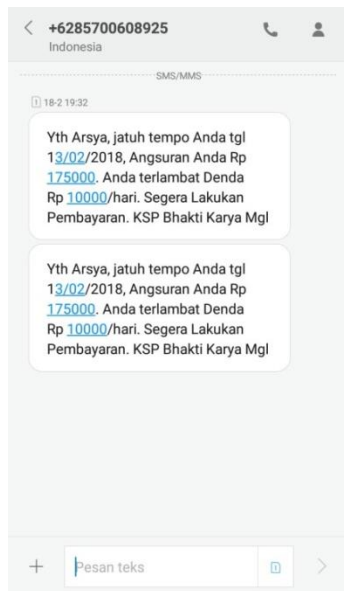 +6285700608925
Indonesia
SMS/MMS
1 18-2 19:32
Yth Arsya, jatuh tempo Anda tgl
13/02/2018, Angsuran Anda Rp
175000. Anda terlambat Denda
Rp 10000/hari. Segera Lakukan
Pembayaran. KSP Bhakti Karya Mgl
Yth Arsya, jatuh tempo Anda tgl
13/02/2018, Angsuran Anda Rp
175000. Anda terlambat Denda
Rp 10000/hari. Segera Lakukan
Pembayaran. KSP Bhakti Karya Mgl
Pesan teks
1